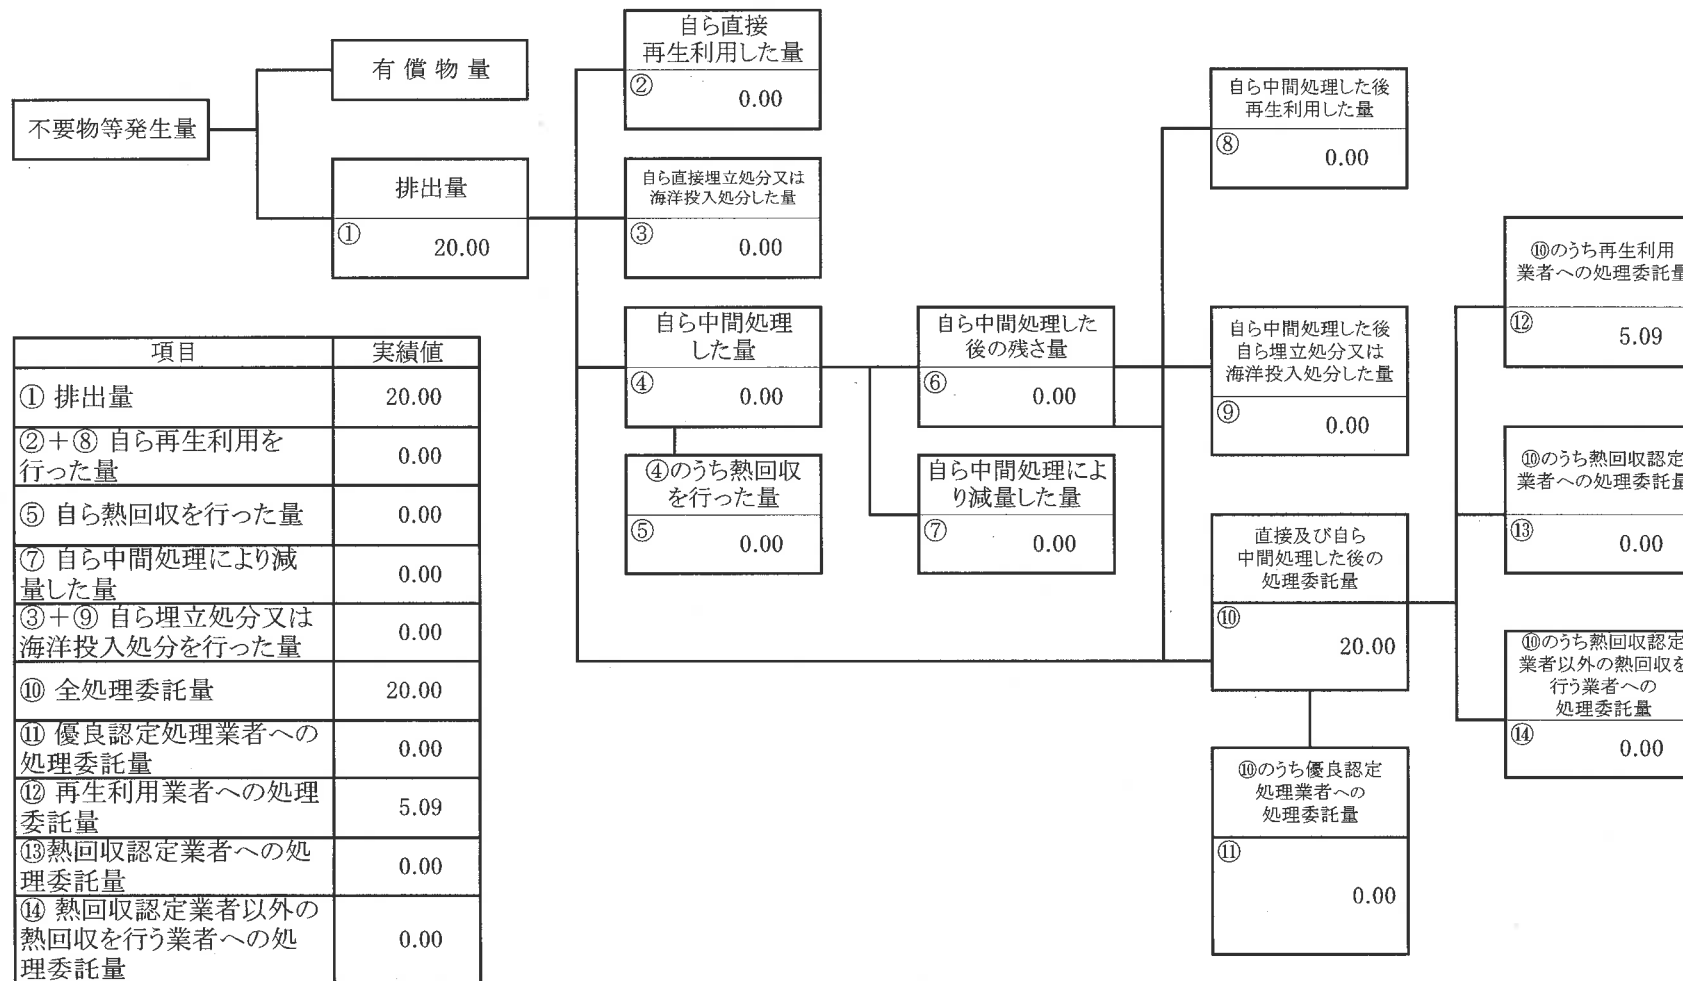 不要物等発生量
有償物量
排出量
①
20.00
自ら直接
再生利用した量
②
0.00
自ら直接埋立処分又は
海洋投入処分した量
③
0.00
自ら中間処理
した量
④
0.00
④のうち熱回収
を行った量
⑤
0.00
自ら中間処理した
後の残さ量
⑥
0.00
自ら中間処理によ
り減量した量
⑦
0.00
自ら中間処理した後
再生利用した量
⑧
0.00
自ら中間処理した後
自ら埋立処分又は
海洋投入処分した量
⑨
0.00
直接及び自ら
中間処理した後の
処理委託量
⑩
20.00
⑩のうち優良認定
処理業者への
処理委託量
⑪
0.00
⑩のうち再生利用
業者への処理委託量
⑫
5.09
⑩のうち熱回収認定
業者への処理委託量
⑬
0.00
⑩のうち熱回収認定
業者以外の熱回収を
行う業者への
処理委託量
⑭
0.00
項目 実績値
① 排出量 20.00
②+⑧ 自ら再生利用を
行った量 0.00
⑤ 自ら熱回収を行った量 0.00
⑦ 自ら中間処理により減
量した量 0.00
③+⑨ 自ら埋立処分又は
海洋投入処分を行った量 0.00
⑩ 全処理委託量 20.00
⑪ 優良認定処理業者への
処理委託量 0.00
⑫ 再生利用業者への処理
委託量 5.09
⑬熱回収認定業者への処
理委託量 0.00
⑭ 熱回収認定業者以外の
熱回収を行う業者への処
理委託量 0.00